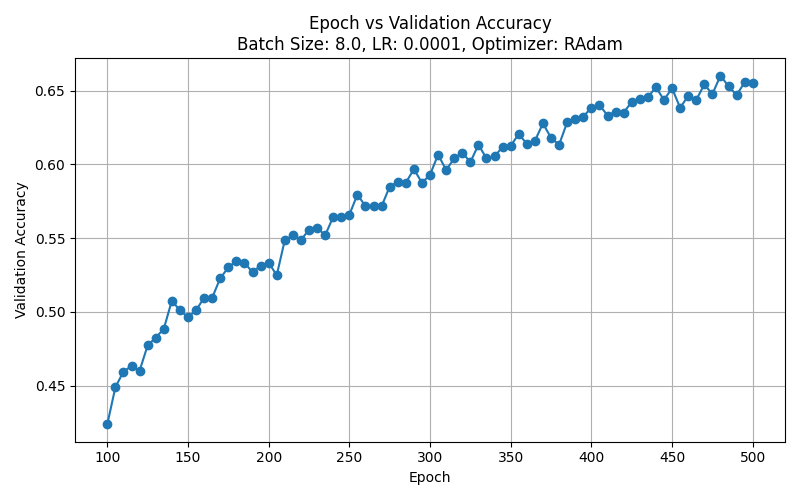 Epoch vs Validation Accuracy
Batch Size: 8.0, LR: 0.0001, Optimizer: RAdam
Validation Accuracy
0.65
0.60
0.55
0.50
0.45
100 150 200 250 300 350 400 450 500
Epoch